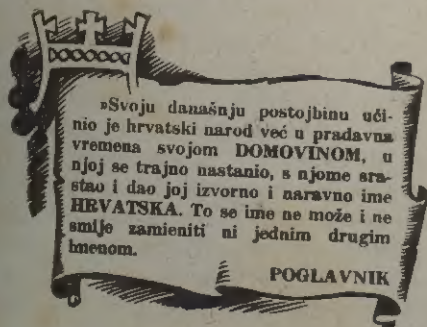 »Svoju današnju postojbinu uči-
nio je hrvatski narod već u pradavna
vremena svojom DOMOVINOM, u
njoj se trajno nastanio, s njome sra-
stao i dao joj izvorno i naravno ime
HRVATSKA. To se ime ne može i ne
smije zamieniti ni jednim drugim
imenom.
POGLAVNIK